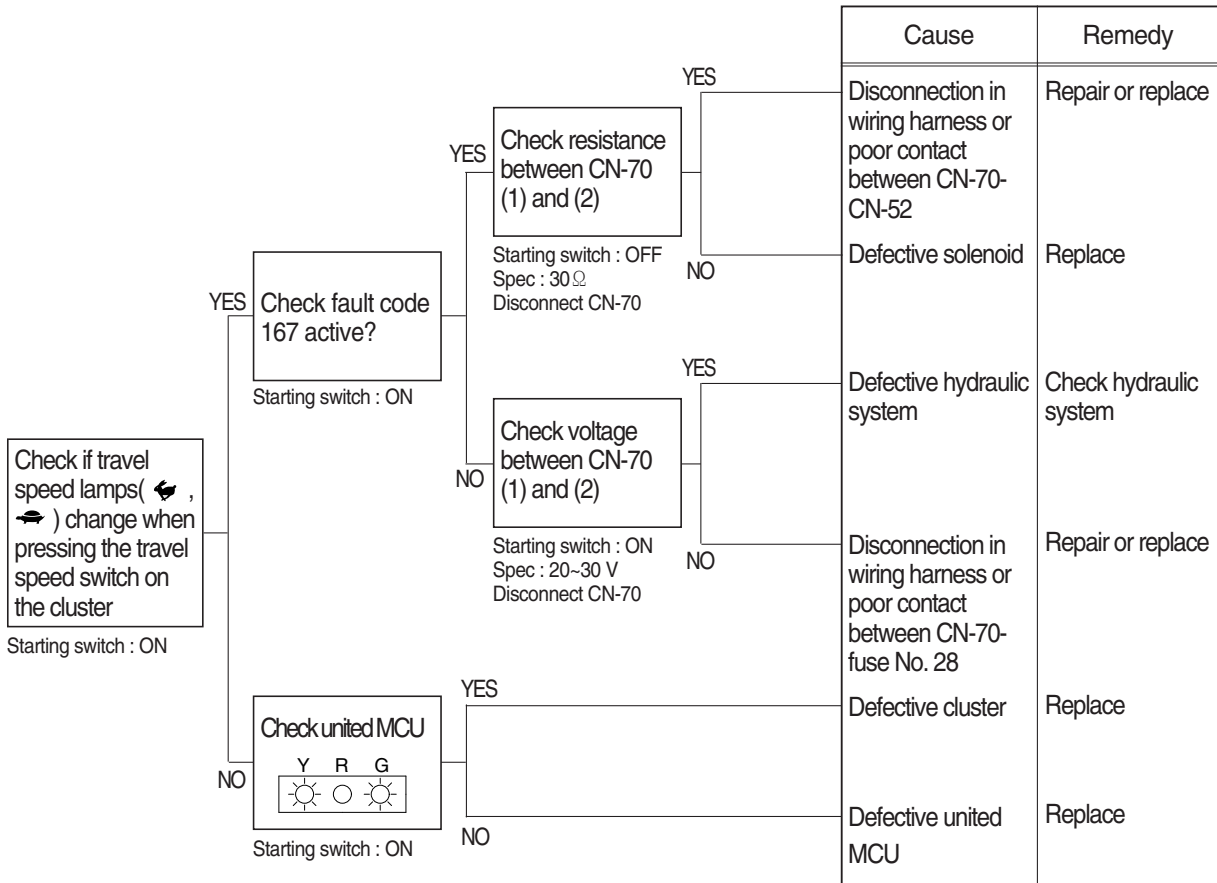 Cause Remedy
YES
Disconnection in
wiring harness or
poor contact
between CN-70-
CN-52
Repair or replace
YES
Check resistance
between CN-70
(1) and (2)
Starting switch : OFF
Spec : 30Ω
Disconnect CN-70
NO
Defective solenoid
Replace
YES
Check fault code
167 active?
Starting switch : ON
YES
Defective hydraulic
system
Check hydraulic
system
NO
Check voltage
between CN-70
(1) and (2)
Starting switch : ON
Spec : 20~30 V
Disconnect CN-70
NO
Disconnection in
wiring harness or
poor contact
between CN-70-
fuse No. 28
Repair or replace
Check if travel
speed lamps( ,
) change when
pressing the travel
speed switch on
the cluster
Starting switch : ON
NO
Check united MCU
Y R G
Starting switch : ON
YES
Defective cluster
Replace
NO
Defective united
MCU
Replace